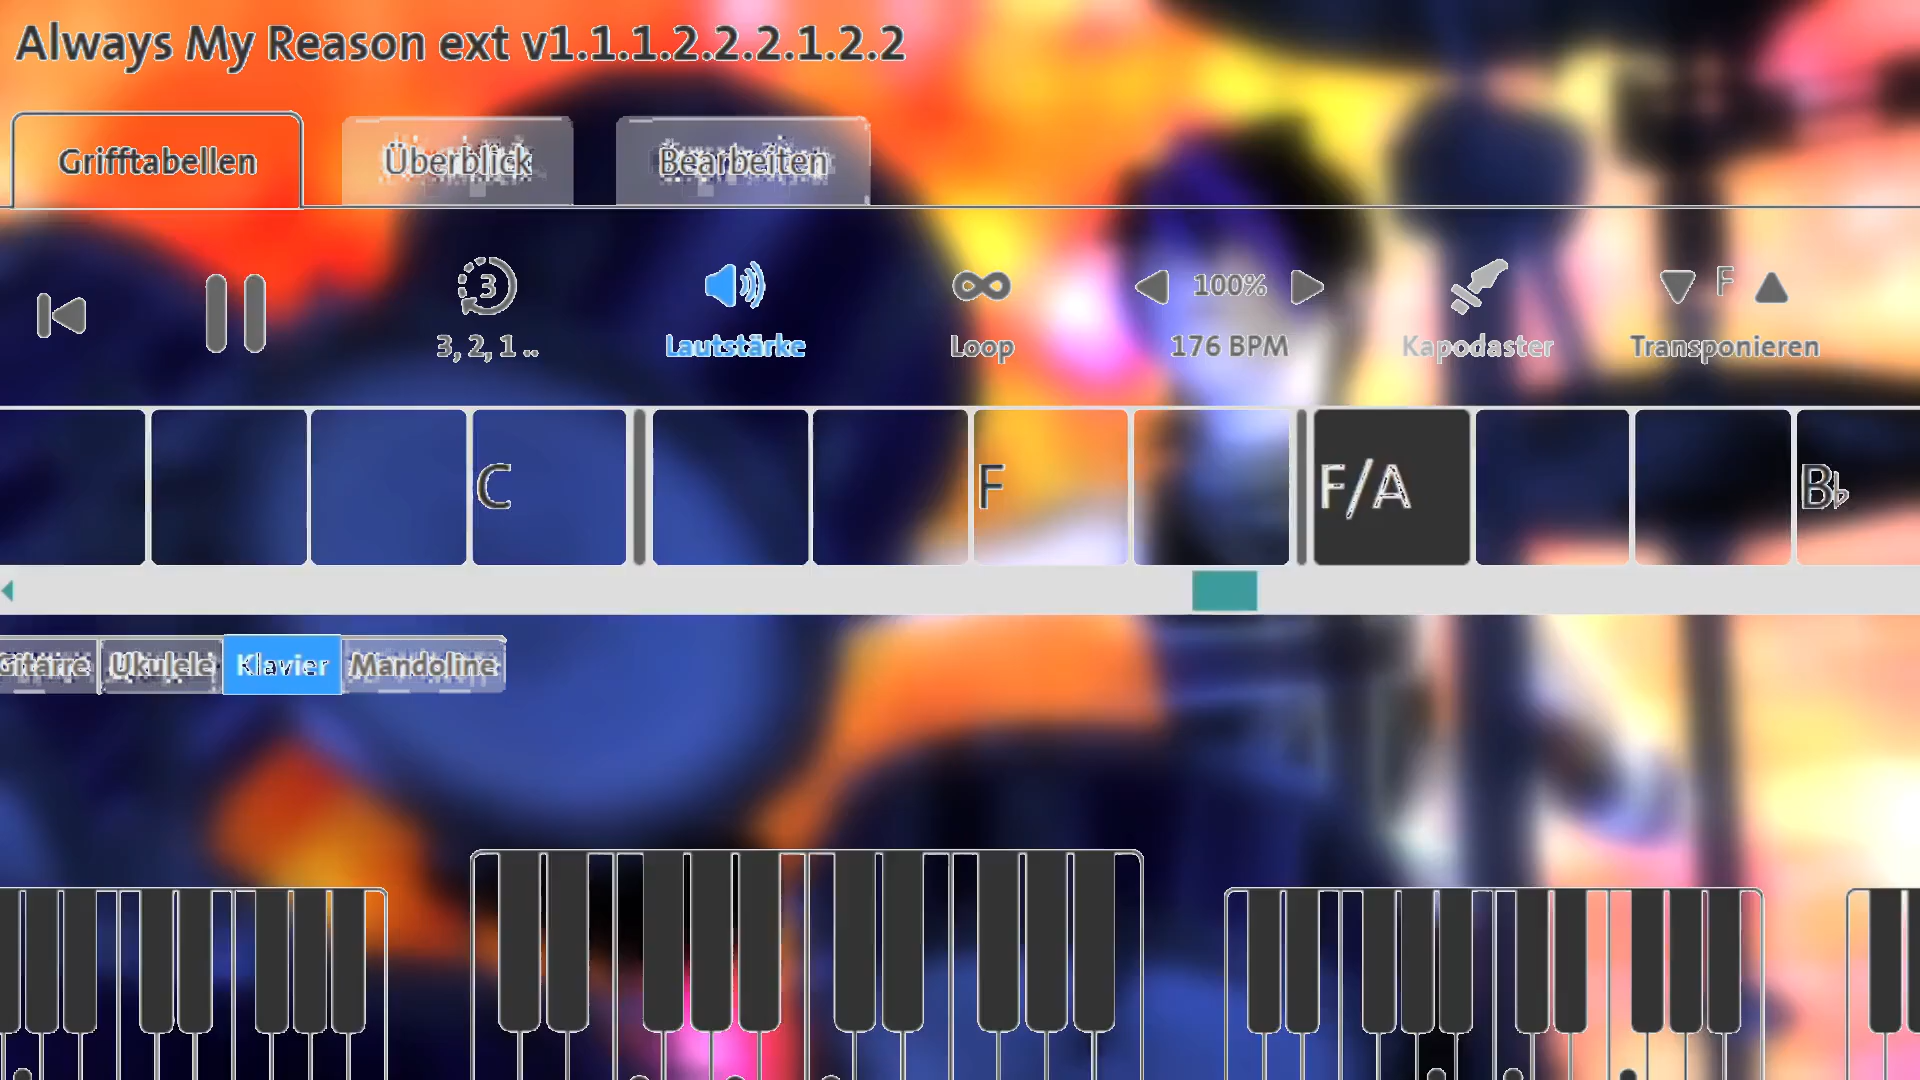 Always My Reason ext v1.1.1.2.2.2.1.2.2
Grifftabellen Überblick Bearbeiten
3 100% F
3, 2, 1 .. Lautstärke Loop 176 BPM Kapodaster Transponieren
C F F/A B♭
Gitarre Ukulele Klavier Mandoline